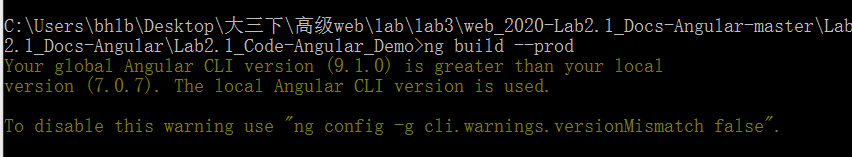 C:\Users\bhlb\Desktop\大三下\高级web\lab\lab3\web_2020-Lab2.1_Docs-Angular-master\Lab
2.1_Docs-Angular\Lab2.1_Code-Angular_Demo>ng build --prod
Your global Angular CLI version (9.1.0) is greater than your local
version (7.0.7). The local Angular CLI version is used.
To disable this warning use "ng config -g cli.warnings.versionMismatch false".